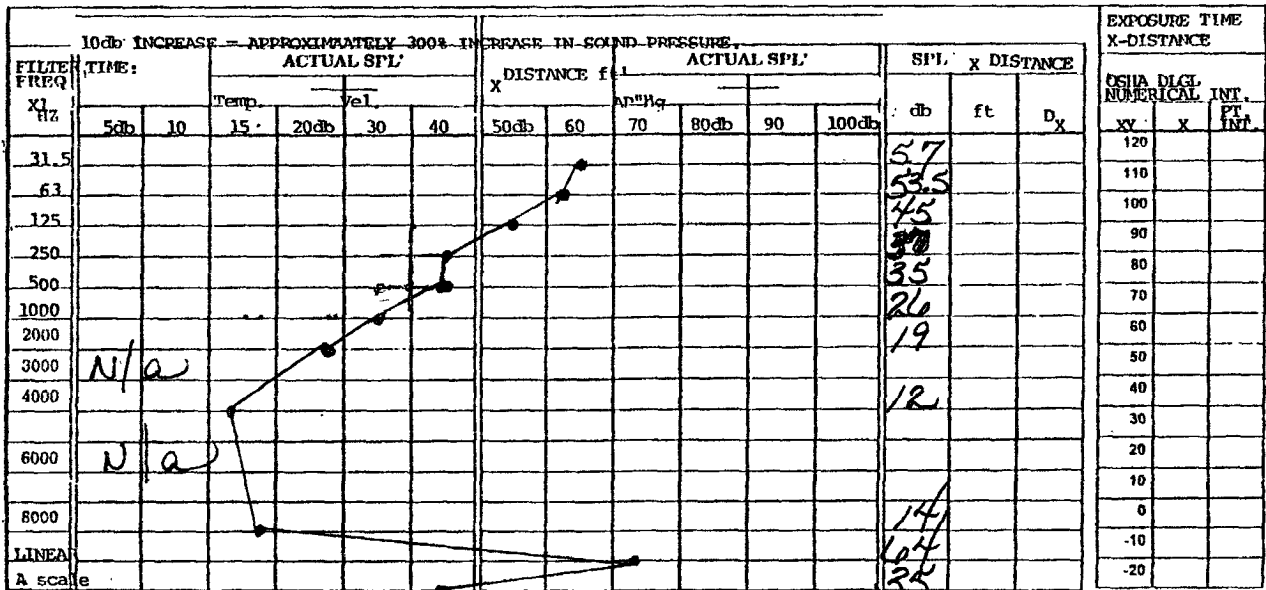 EXPOSURE TIME
X-DISTANCE
10db INCREASE = APPROXIMATELY 300% INCREASE IN SOUND PRESSURE.
FILTER FREQ X1 HZ
TIME:
ACTUAL SPL'
X DISTANCE ft
ACTUAL SPL'
SPL X DISTANCE
OSHA DLGL
NUMERICAL INT.
Temp. Vel.
db ft DX
XY X PT. INT.
5db 10 15 20db 30 40 50db 60 70 80db 90 100db
120
31.5 57
110
63 53.5
100
125 45
90
250
80
500 35
70
1000 26
60
2000 19
50
3000 N/a
40
4000 12
30
6000 N/a
20
10
8000 14
0
-10
LINEAR 64
-20
A scale